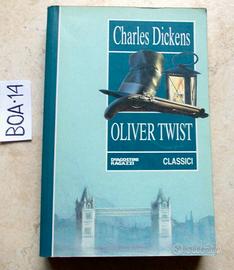 Charles Dickens
BOA·14
OLIVER TWIST
DEAGOSTINI
RAGAZZI
CLASSICI